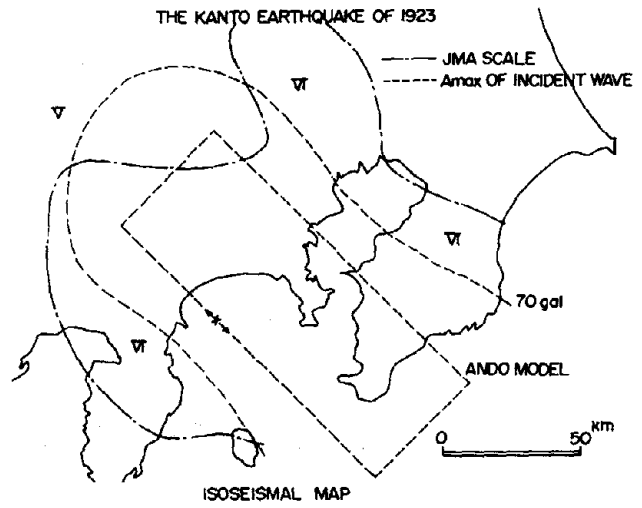 THE KANTO EARTHQUAKE OF 1923
JMA SCALE
Amax OF INCIDENT WAVE
V
VI
VI
70 gal
VI
ANDO MODEL
km
0 50
ISOSEISMAL MAP